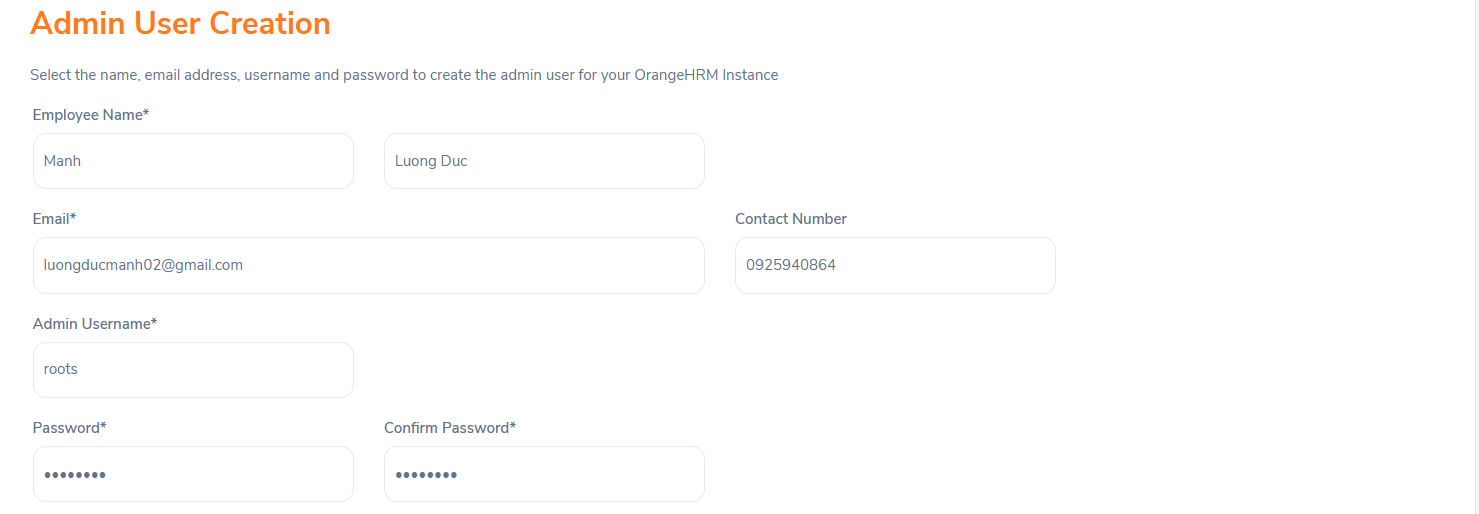 Admin User Creation
Select the name, email address, username and password to create the admin user for your OrangeHRM Instance
Employee Name*
Manh Luong Duc
Email* Contact Number
luongducmanh02@gmail.com 0925940864
Admin Username*
roots
Password* Confirm Password*
•••••••• ••••••••